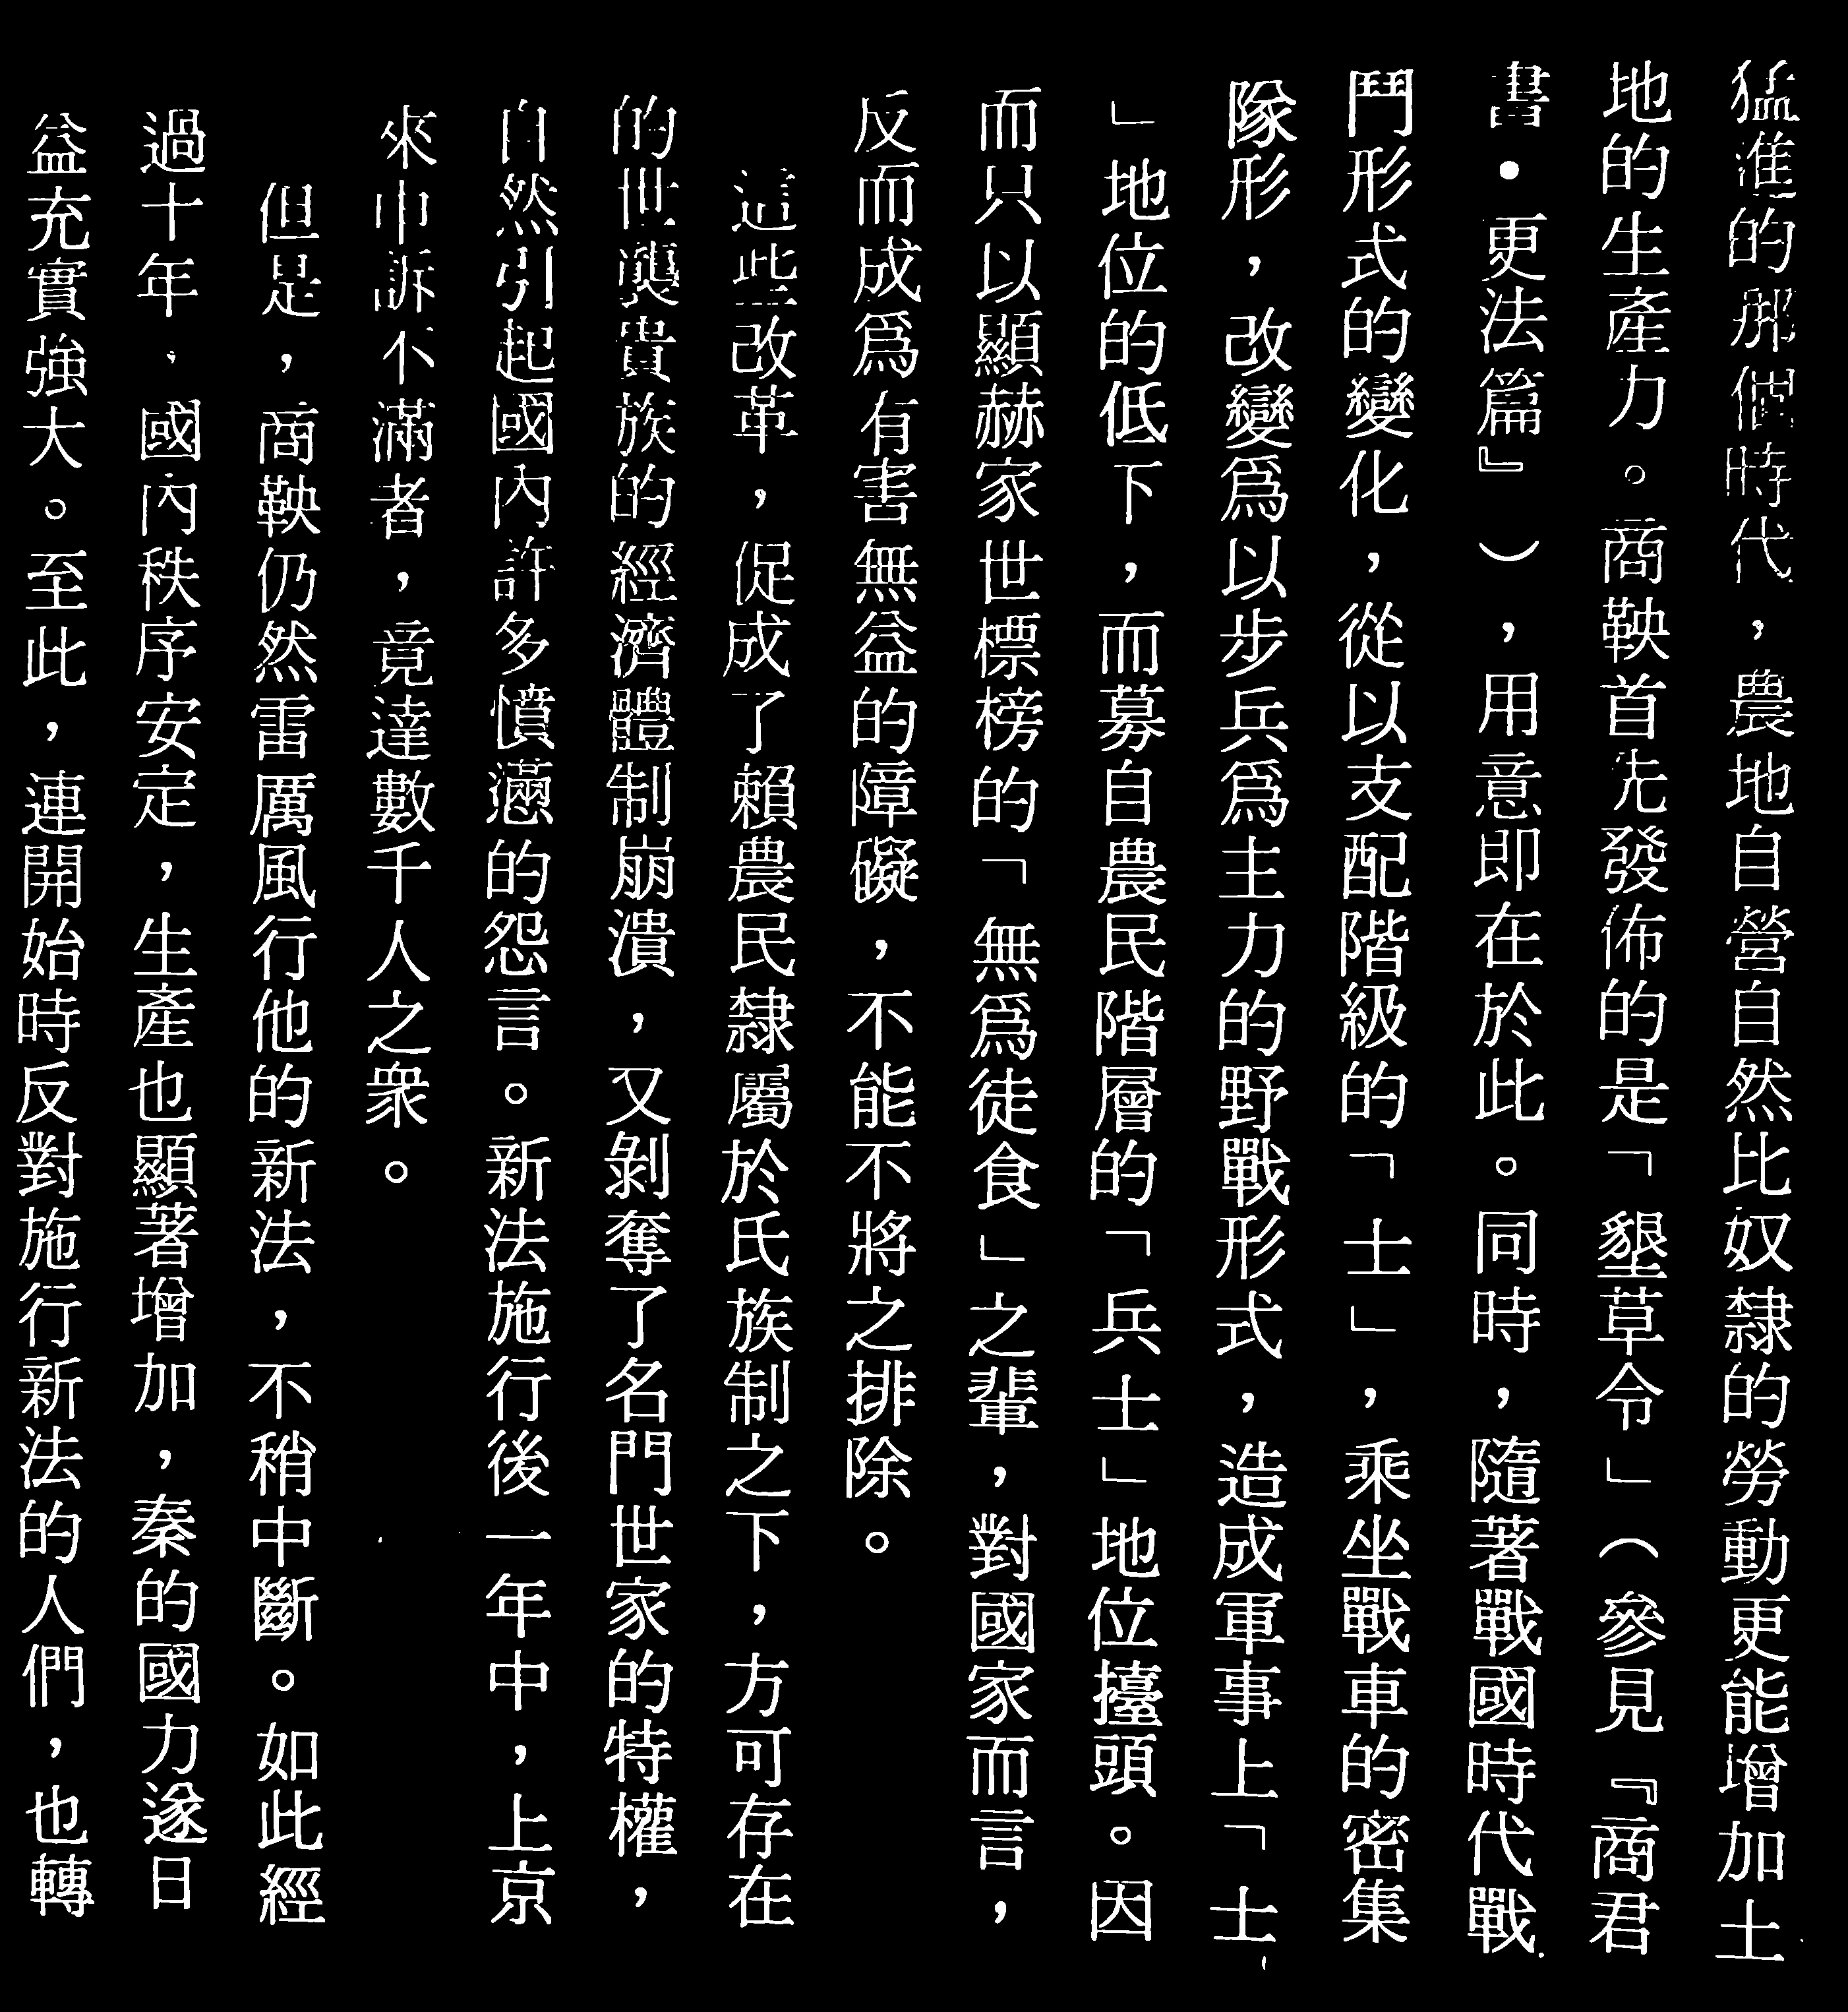 猛進的那個時代，農地自營自然比奴隸的勞動更能增加土
地的生產力。商鞅首先發佈的是「墾草令」（參見『商君
書•更法篇』），用意即在於此。同時，隨著戰國時代戰
鬥形式的變化，從以支配階級的「士」，乘坐戰車的密集
隊形，改變爲以步兵爲主力的野戰形式，造成軍事上「士
」地位的低下，而募自農民階層的「兵士」地位擡頭。因
而只以顯赫家世標榜的「無爲徒食」之輩，對國家而言，
反而成爲有害無益的障礙，不能不將之排除。
這些改革，促成了賴農民隸屬於氏族制之下，方可存在
的世襲貴族的經濟體制崩潰，又剝奪了名門世家的特權，
自然引起國內許多憤懣的怨言。新法施行後一年中，上京
來申訴不滿者，竟達數千人之衆。
但是，商鞅仍然雷厲風行他的新法，不稍中斷。如此經
過十年，國內秩序安定，生產也顯著增加，秦的國力遂日
益充實強大。至此，連開始時反對施行新法的人們，也轉